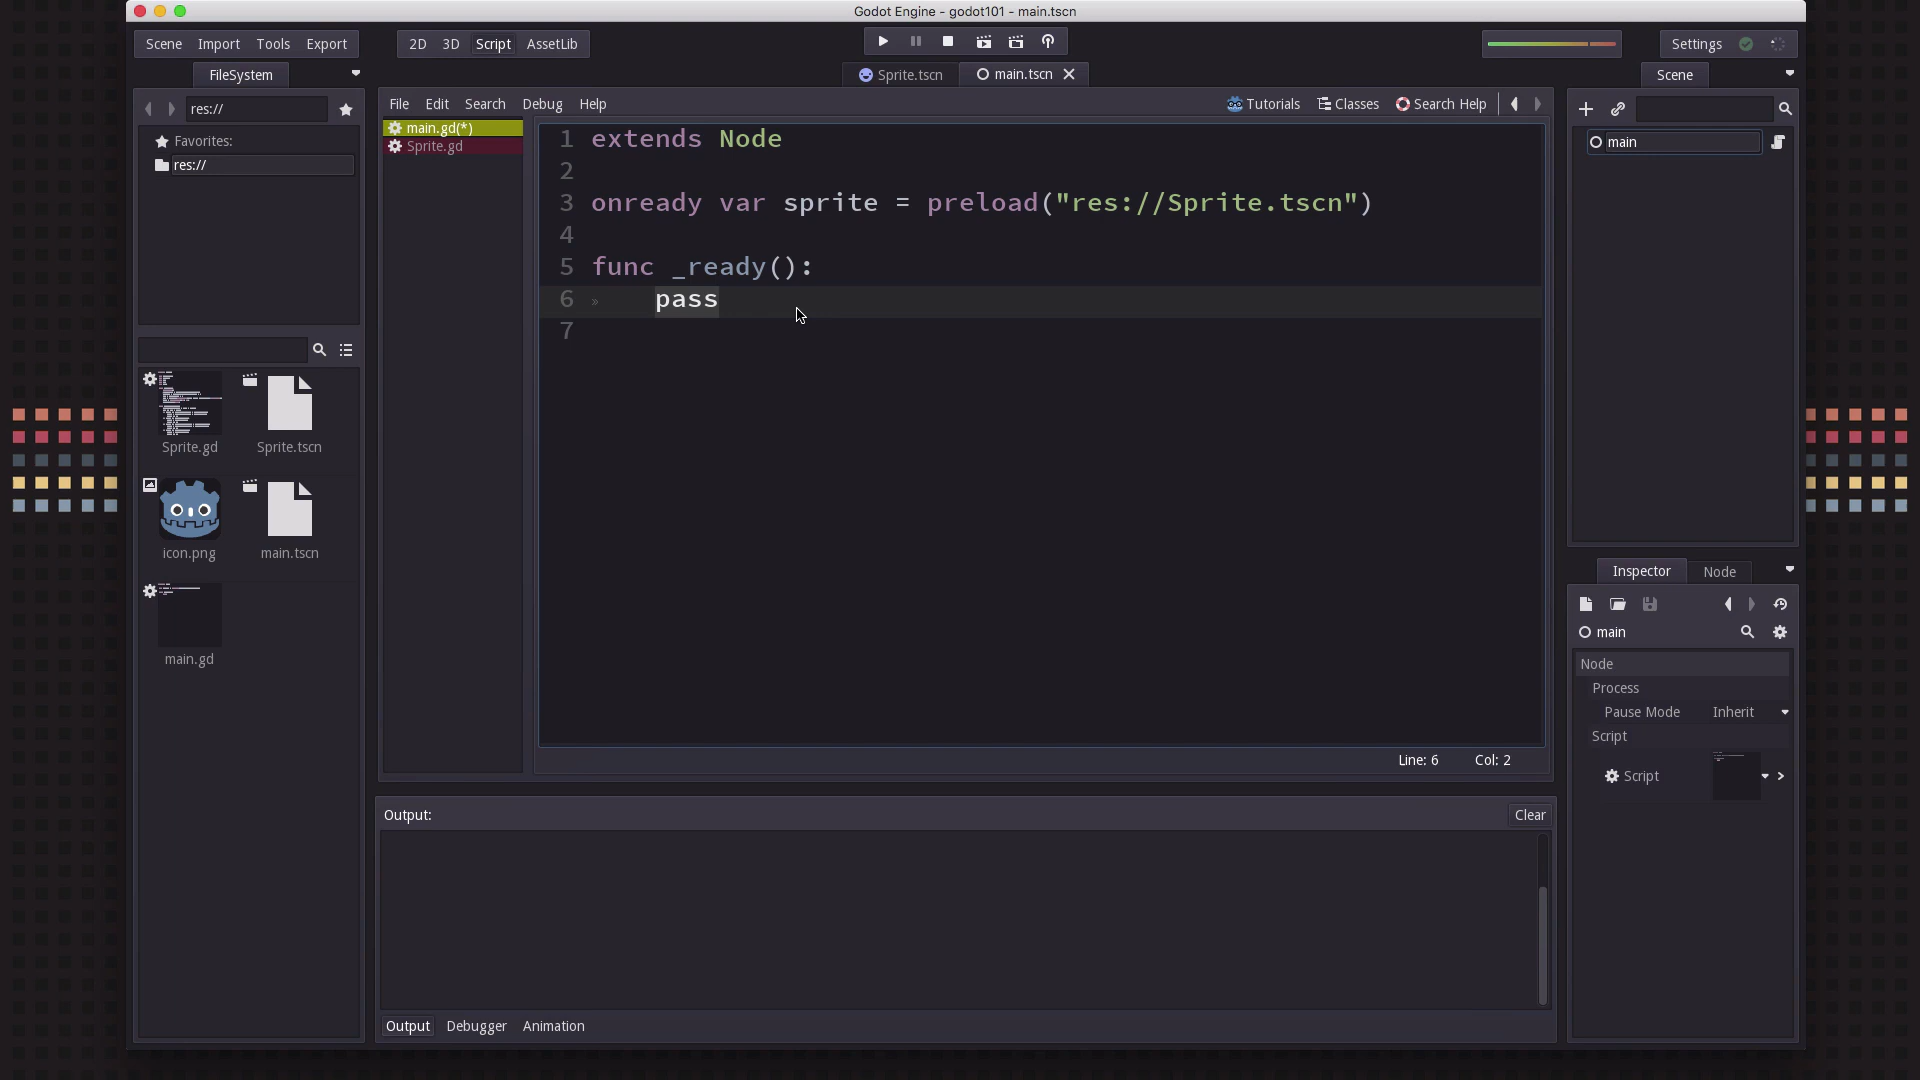 Godot Engine - godot101 - main.tscn
Scene Import Tools Export 2D 3D Script AssetLib Settings
FileSystem
Sprite.tscn main.tscn
Scene
res://
File Edit Search Debug Help Tutorials Classes Search Help
Favorites:
res://
main.gd(*)
Sprite.gd
1 extends Node
2
3 onready var sprite = preload("res://Sprite.tscn")
4
5 func _ready():
6 » pass
7
main
Sprite.gd Sprite.tscn
icon.png main.tscn
main.gd
Line: 6 Col: 2
Inspector Node
main
Node
Process
Pause Mode Inherit
Script
Script
Output: Clear
Output Debugger Animation